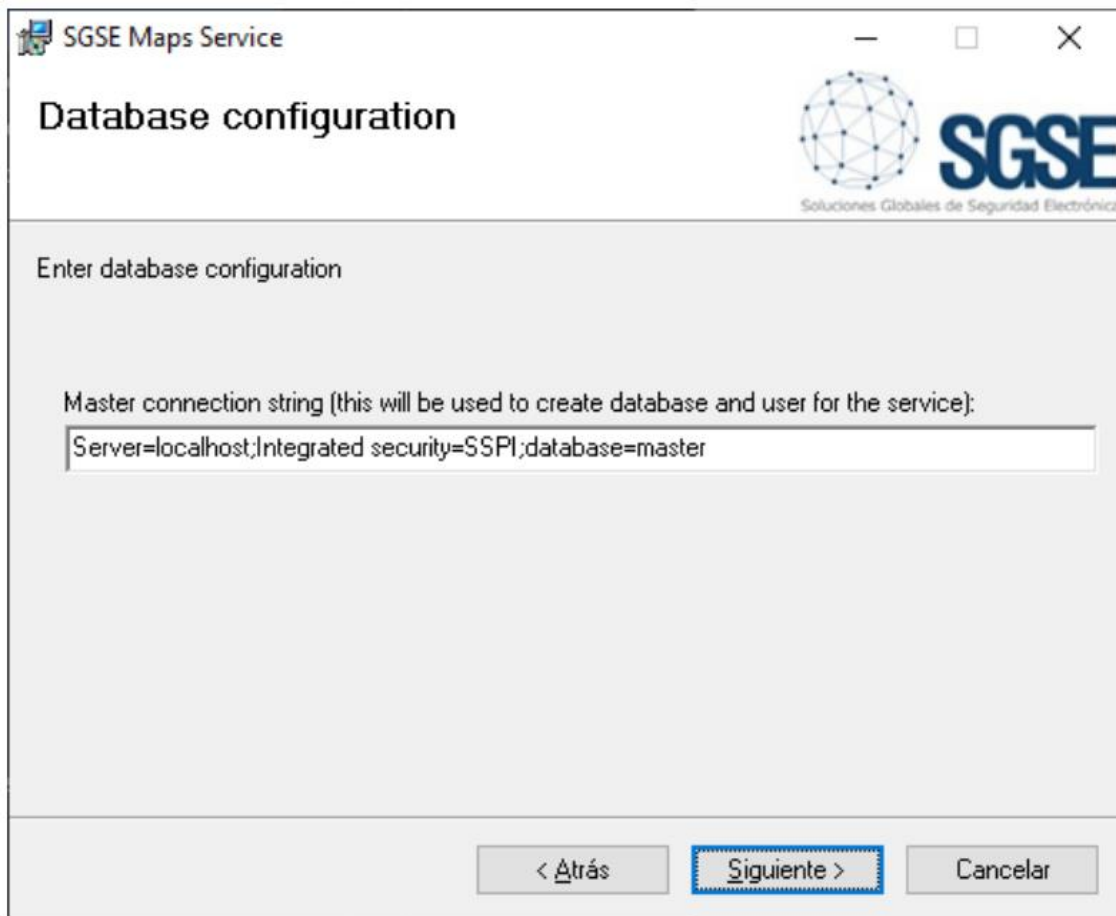 SGSE Maps Service
Database configuration
SGSE
Soluciones Globales de Seguridad Electrónica
Enter database configuration
Master connection string (this will be used to create database and user for the service):
Server=localhost;Integrated security=SSPI;database=master
< Atrás
Siguiente >
Cancelar